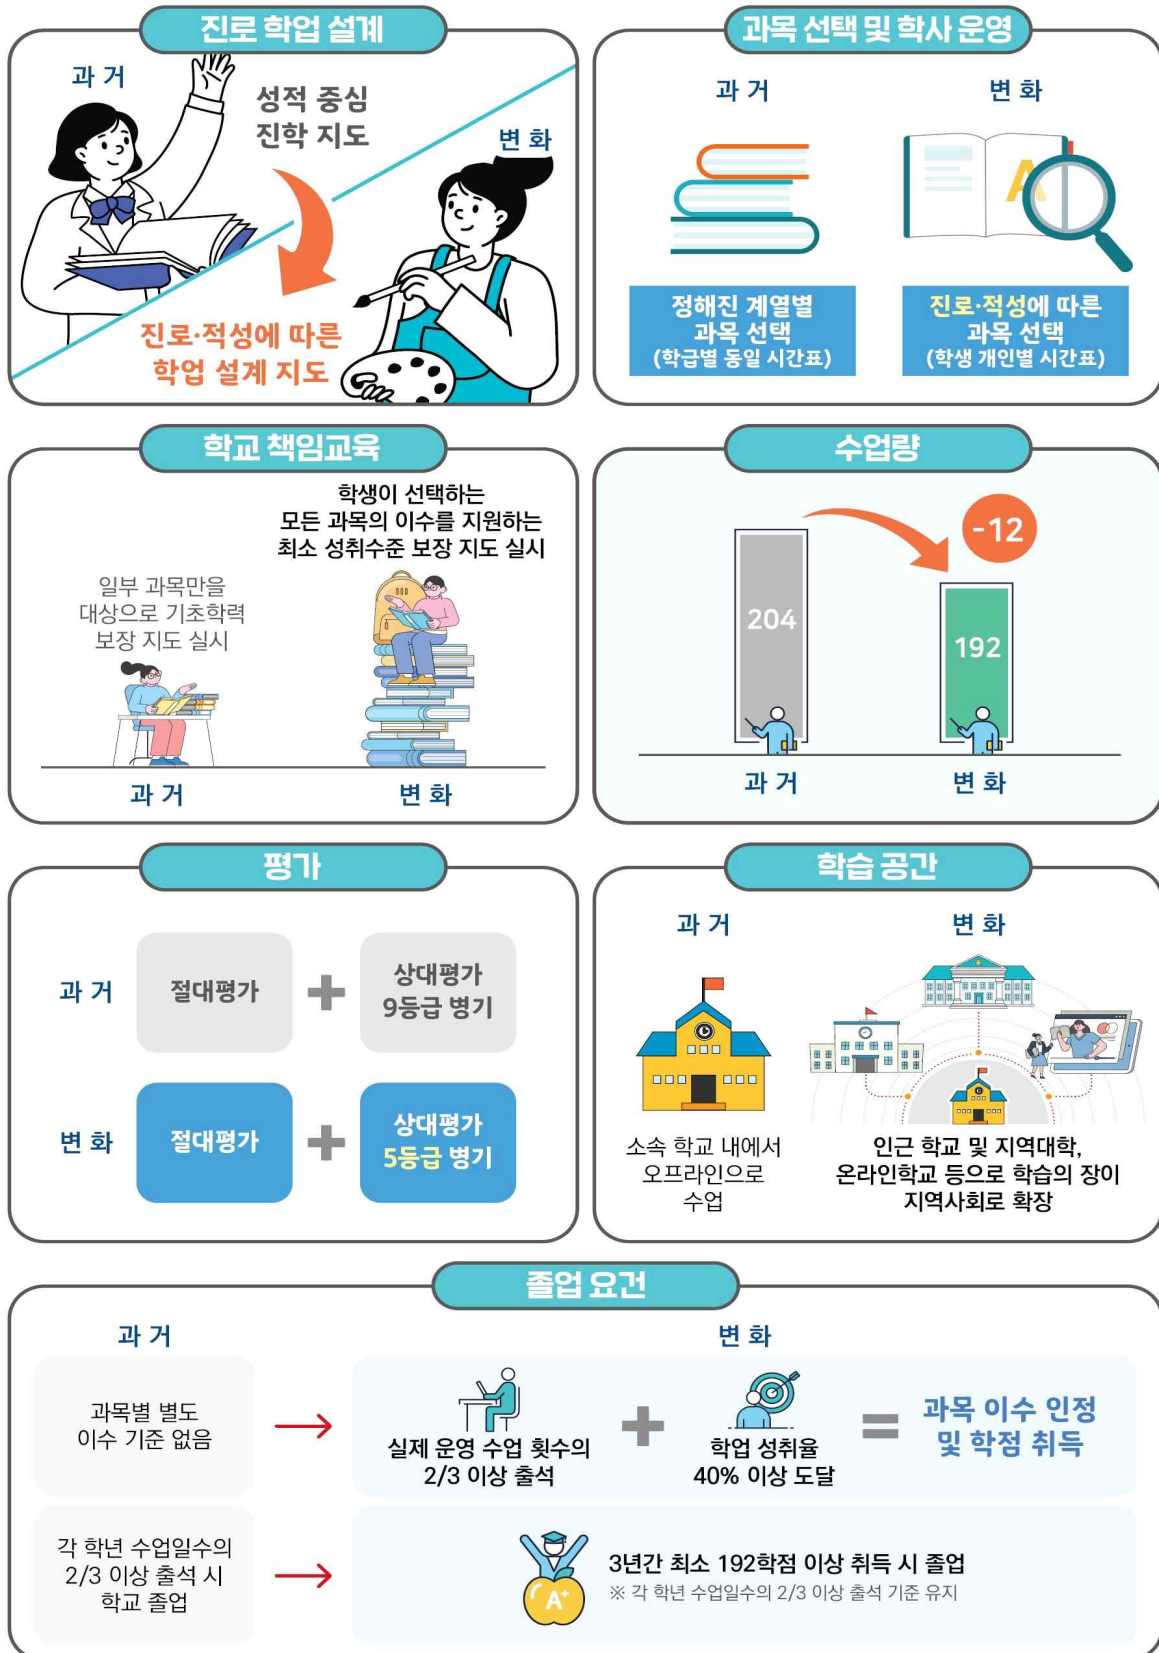 진로 학업 설계
과 거
성적 중심
진학 지도
변 화
진로·적성에 따른
학업 설계 지도
과목 선택 및 학사 운영
과 거
변 화
A
정해진 계열별
과목 선택
(학급별 동일 시간표)
진로·적성에 따른
과목 선택
(학생 개인별 시간표)
학교 책임교육
학생이 선택하는
모든 과목의 이수를 지원하는
최소 성취수준 보장 지도 실시
일부 과목만을
대상으로 기초학력
보장 지도 실시
과 거
변 화
수업량
-12
204
192
과 거
변 화
평가
과 거
절대평가
+
상대평가
9등급 병기
변 화
절대평가
+
상대평가
5등급 병기
학습 공간
과 거
변 화
소속 학교 내에서
오프라인으로
수업
인근 학교 및 지역대학,
온라인학교 등으로 학습의 장이
지역사회로 확장
졸업 요건
과 거
변 화
과목별 별도
이수 기준 없음
실제 운영 수업 횟수의
2/3 이상 출석
+
학업 성취율
40% 이상 도달
=
과목 이수 인정
및 학점 취득
각 학년 수업일수의
2/3 이상 출석 시
학교 졸업
A+
3년간 최소 192학점 이상 취득 시 졸업
※ 각 학년 수업일수의 2/3 이상 출석 기준 유지